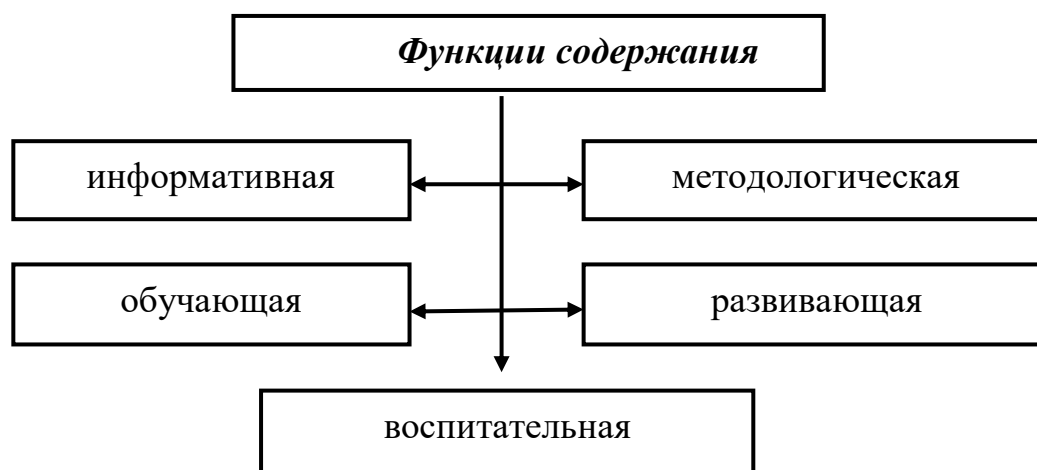 Функции содержания
информативная
методологическая
обучающая
развивающая
воспитательная